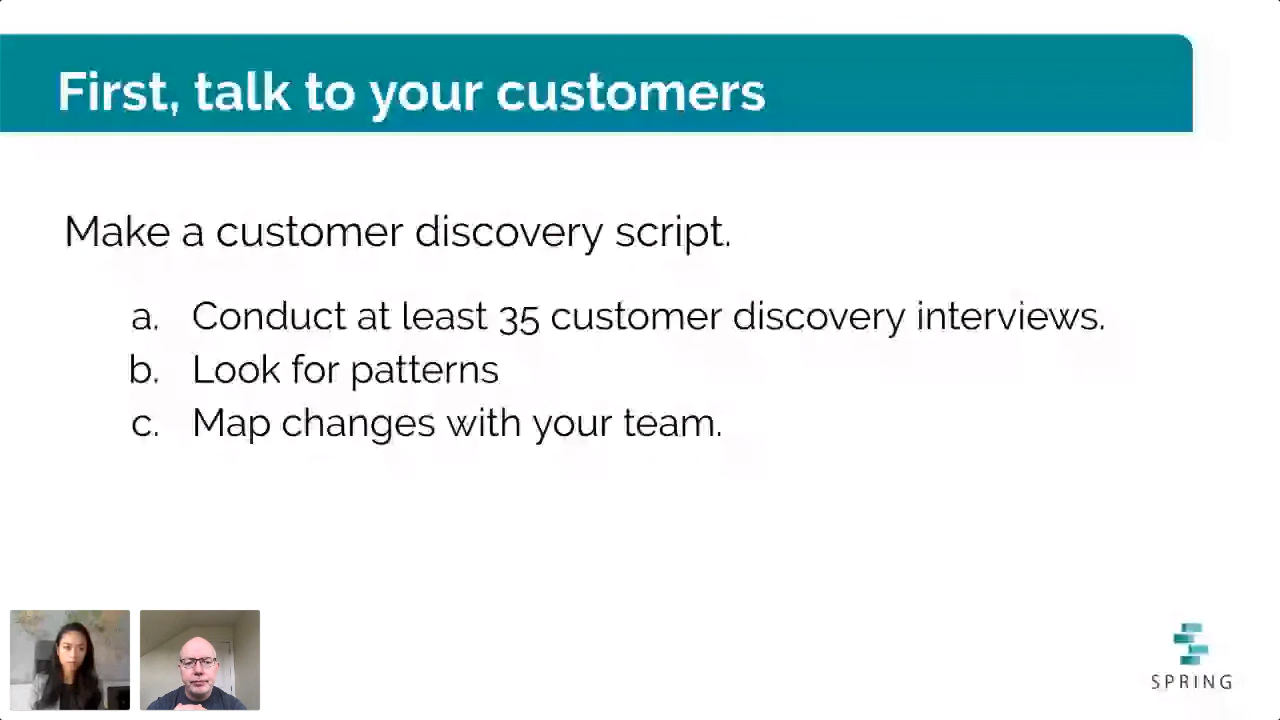 First, talk to your customers
Make a customer discovery script.
a. Conduct at least 35 customer discovery interviews.
b. Look for patterns
c. Map changes with your team.
SPRING